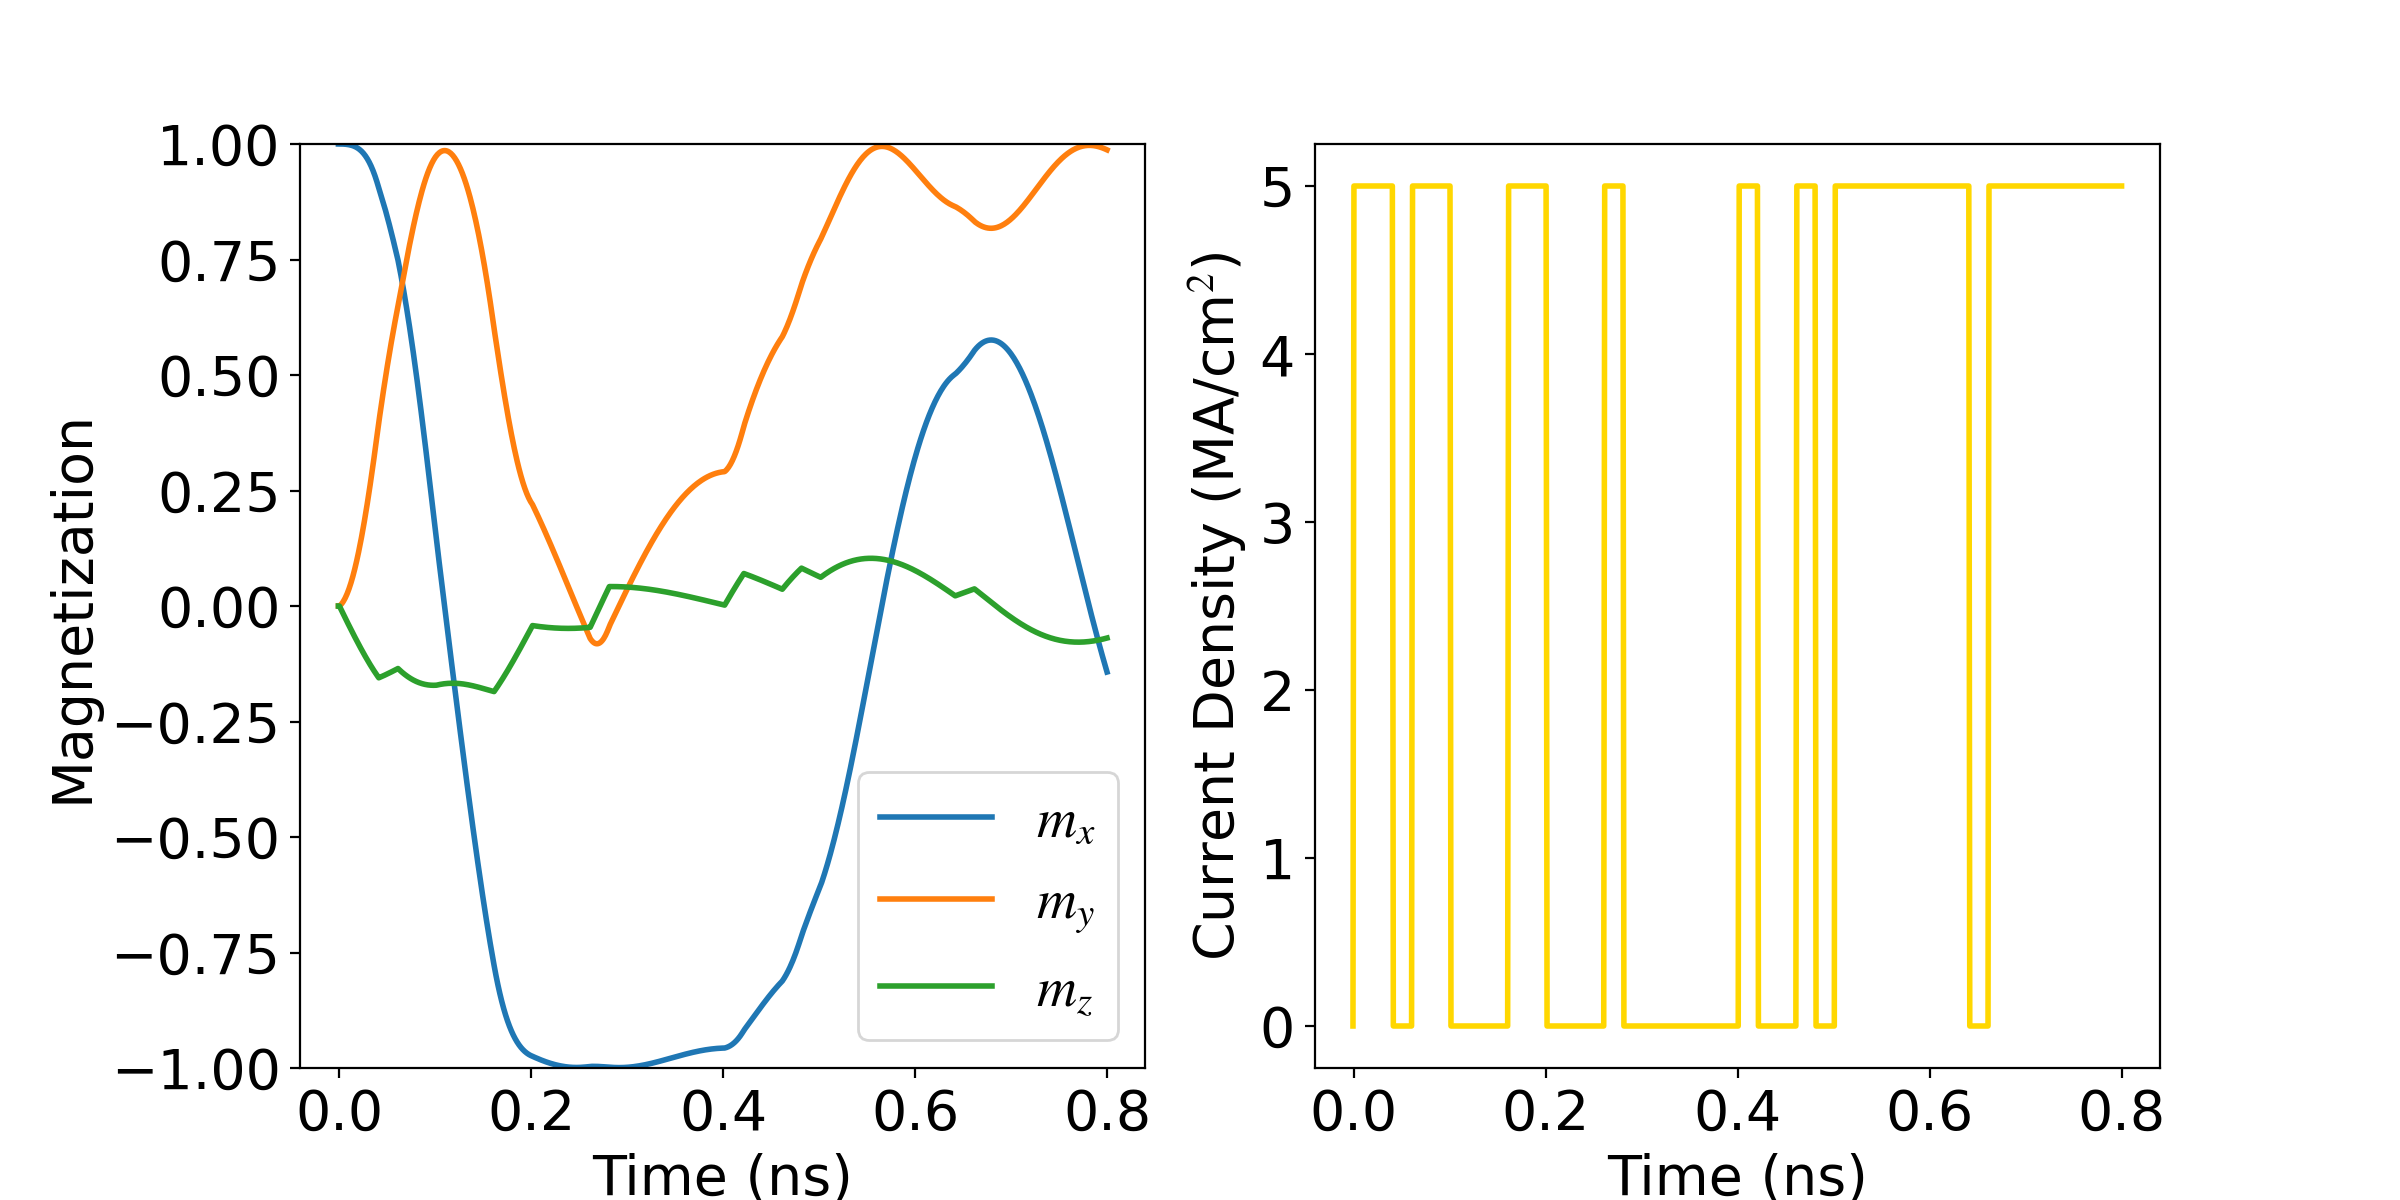 Magnetization
1.00
0.75
0.50
0.25
0.00
−0.25
−0.50
−0.75
−1.00
0.0 0.2 0.4 0.6 0.8
Time (ns)
m_x
m_y
m_z
Current Density (MA/cm²)
5
4
3
2
1
0
0.0 0.2 0.4 0.6 0.8
Time (ns)